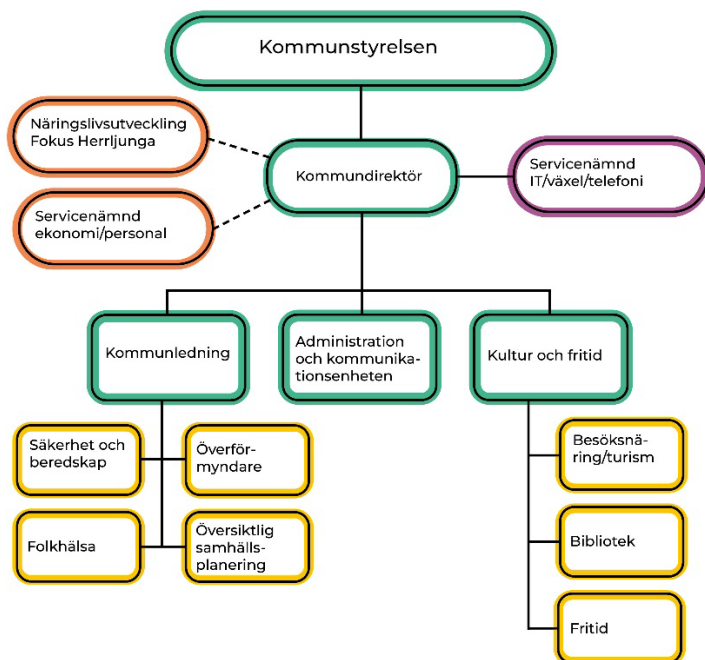 Kommunstyrelsen
Näringslivsutveckling
Fokus Herrljunga
Kommundirektör
Servicenämnd
IT/växel/telefoni
Servicenämnd
ekonomi/personal
Kommunledning
Administration
och kommunika-
tionsenheten
Kultur och fritid
Säkerhet och
beredskap
Överför-
myndare
Besöksnä-
ring/turism
Folkhälsa
Översiktlig
samhälls-
planering
Bibliotek
Fritid